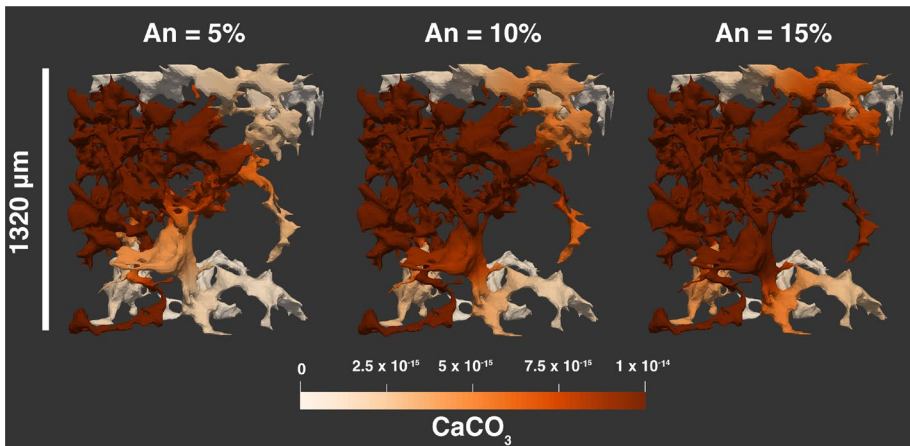 An = 5% An = 10% An = 15%
1320 µm
0 2.5 x 10⁻¹⁵ 5 x 10⁻¹⁵ 7.5 x 10⁻¹⁵ 1 x 10⁻¹⁴
CaCO₃